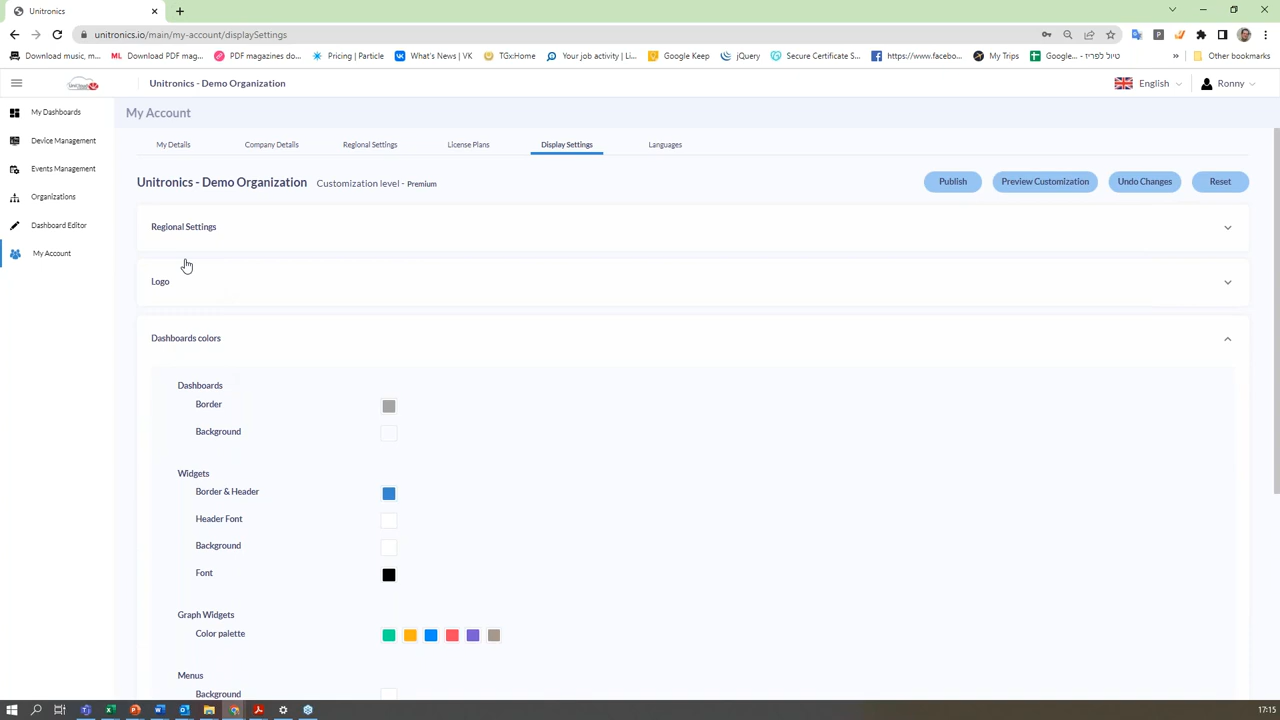 Unitronics
unitronics.io/main/my-account/displaySettings
Download music, m...
ML Download PDF mag...
PDF magazines do...
Pricing | Particle
What's News | VK
TGxHome
Your job activity | Li...
Google Keep
jQuery
Secure Certificate S...
https://www.facebo...
My Trips
טיול לפריז - Google...
»
Other bookmarks
Unitronics - Demo Organization
English
Ronny
My Dashboards
Device Management
Events Management
Organizations
Dashboard Editor
My Account
My Account
My Details
Company Details
Regional Settings
License Plans
Display Settings
Languages
Unitronics - Demo Organization
Customization level - Premium
Publish
Preview Customization
Undo Changes
Reset
Regional Settings
Logo
Dashboards colors
Dashboards
Border
Background
Widgets
Border & Header
Header Font
Background
Font
Graph Widgets
Color palette
Menus
Background
17:15